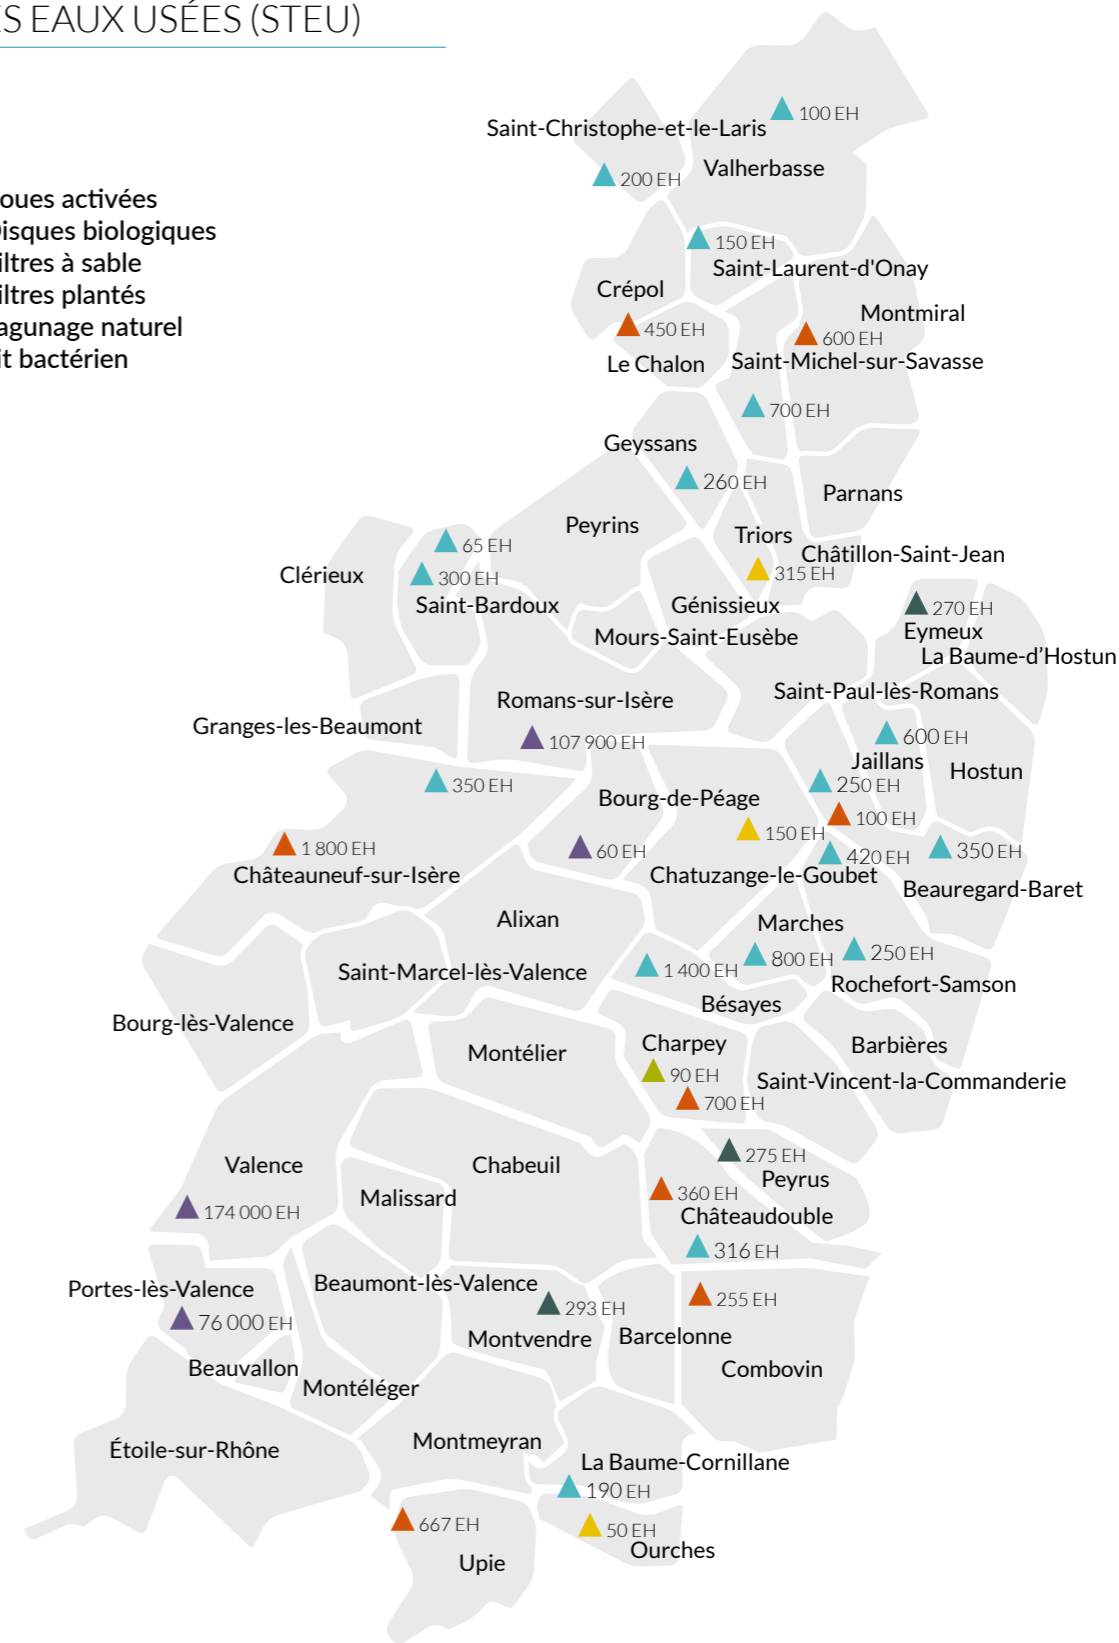 ES EAUX USÉES (STEU)
oues activées
Disques biologiques
iltres à sable
iltres plantés
agunage naturel
it bactérien
100 EH
Saint-Christophe-et-le-Laris
Valherbasse
200 EH
150 EH
Saint-Laurent-d'Onay
Crépol
Montmiral
450 EH
600 EH
Le Chalon
Saint-Michel-sur-Savasse
700 EH
Geyssans
260 EH
Parnans
Peyrins
Triors
65 EH
Châtillon-Saint-Jean
Clérieux
300 EH
315 EH
Saint-Bardoux
Génissieux
270 EH
Mours-Saint-Eusèbe
Eymeux
La Baume-d’Hostun
Saint-Paul-lès-Romans
Romans-sur-Isère
Granges-les-Beaumont
107 900 EH
600 EH
Jaillans
Hostun
350 EH
250 EH
Bourg-de-Péage
100 EH
150 EH
1 800 EH
60 EH
420 EH
350 EH
Châteauneuf-sur-Isère
Chatuzange-le-Goubet
Beauregard-Baret
Alixan
Marches
Saint-Marcel-lès-Valence
1 400 EH
800 EH
250 EH
Rochefort-Samson
Bésayes
Bourg-lès-Valence
Montélier
Charpey
Barbières
90 EH
Saint-Vincent-la-Commanderie
700 EH
275 EH
Valence
Chabeuil
Peyrus
Malissard
360 EH
174 000 EH
Châteaudouble
316 EH
Portes-lès-Valence
Beaumont-lès-Valence
293 EH
255 EH
76 000 EH
Montvendre
Barcelonne
Beauvallon
Combovin
Montéléger
Étoile-sur-Rhône
Montmeyran
La Baume-Cornillane
190 EH
667 EH
50 EH
Ourches
Upie